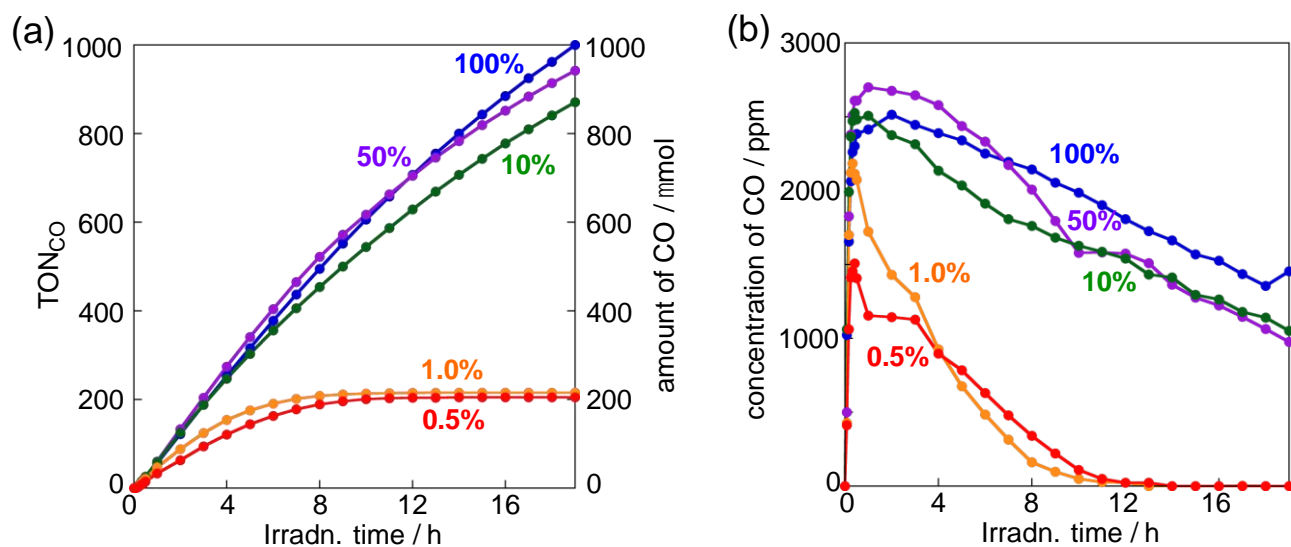 (a)
1000
800
600
400
200
0
TON_CO
100%
50%
10%
1.0%
0.5%
1000
800
600
400
200
0
amount of CO / mmol
0 4 8 12 16
Irradn. time / h
(b)
3000
2000
1000
0
concentration of CO / ppm
100%
50%
10%
1.0%
0.5%
0 4 8 12 16
Irradn. time / h